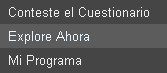 Conteste el Cuestionario
Explore Ahora
Mi Programa